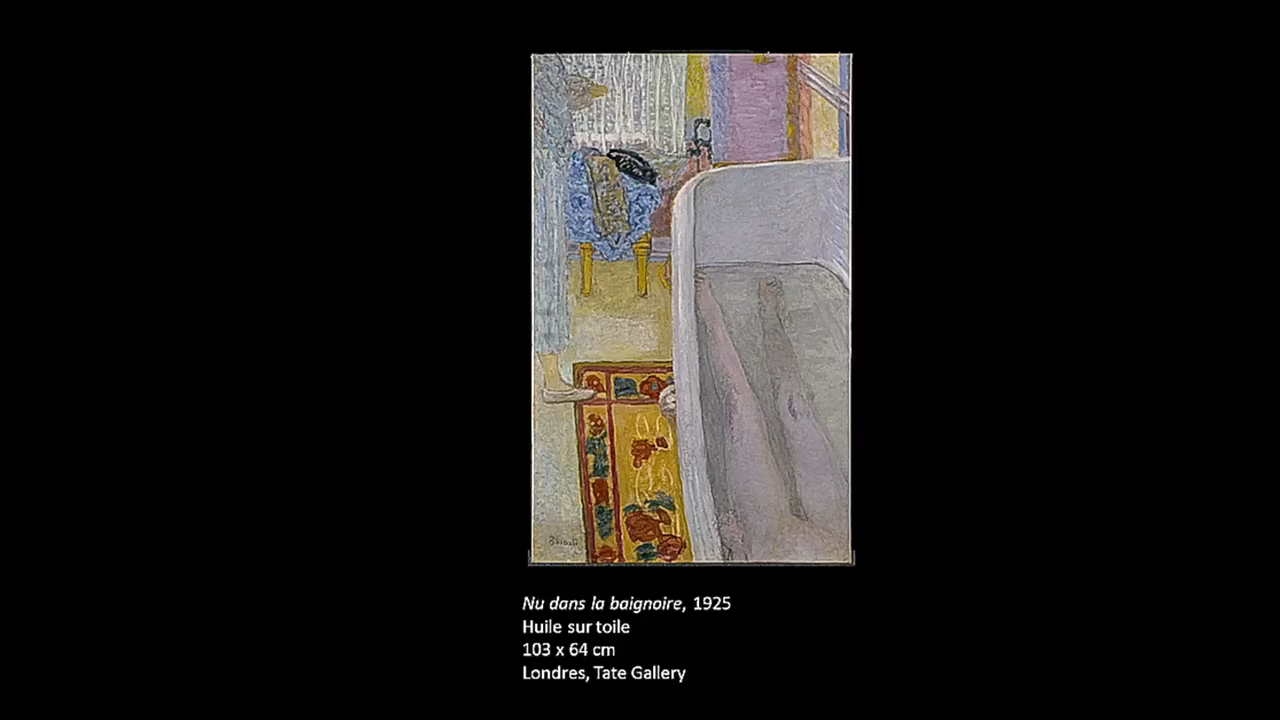 Nu dans la baignoire, 1925
Huile sur toile
103 x 64 cm
Londres, Tate Gallery